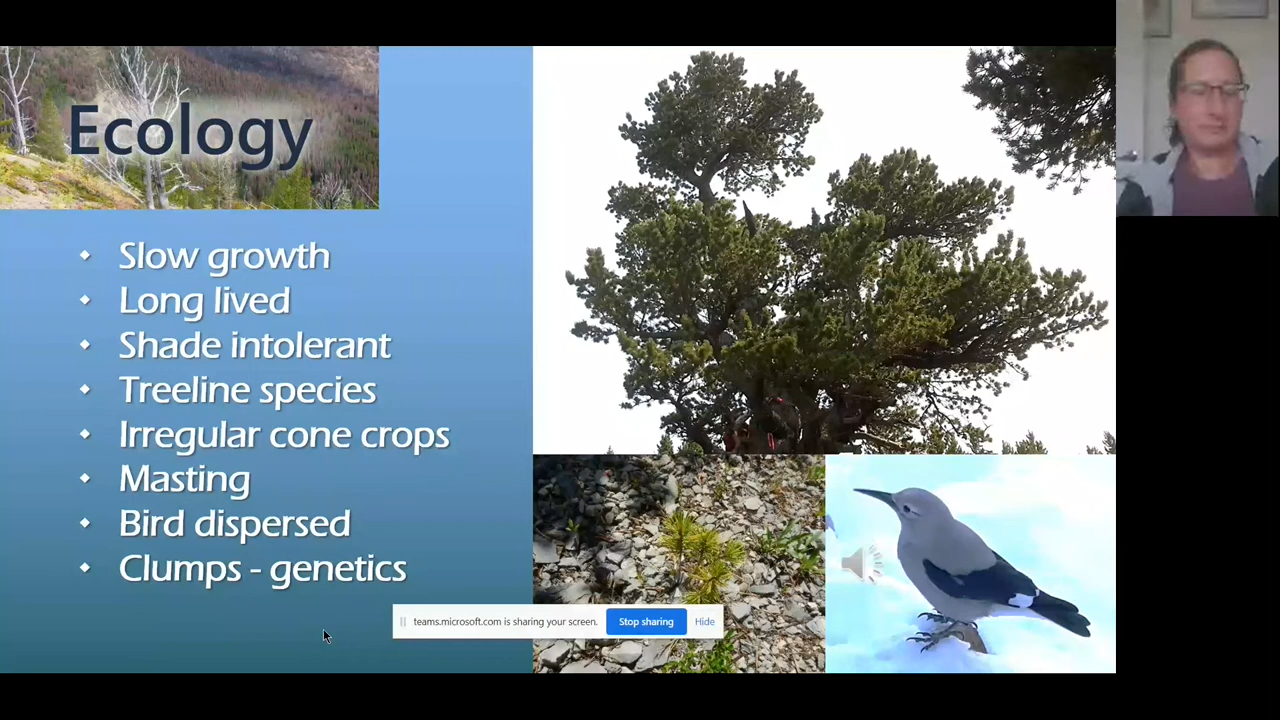 Ecology
Slow growth
Long lived
Shade intolerant
Treeline species
Irregular cone crops
Masting
Bird dispersed
Clumps - genetics
teams.microsoft.com is sharing your screen.
Stop sharing
Hide